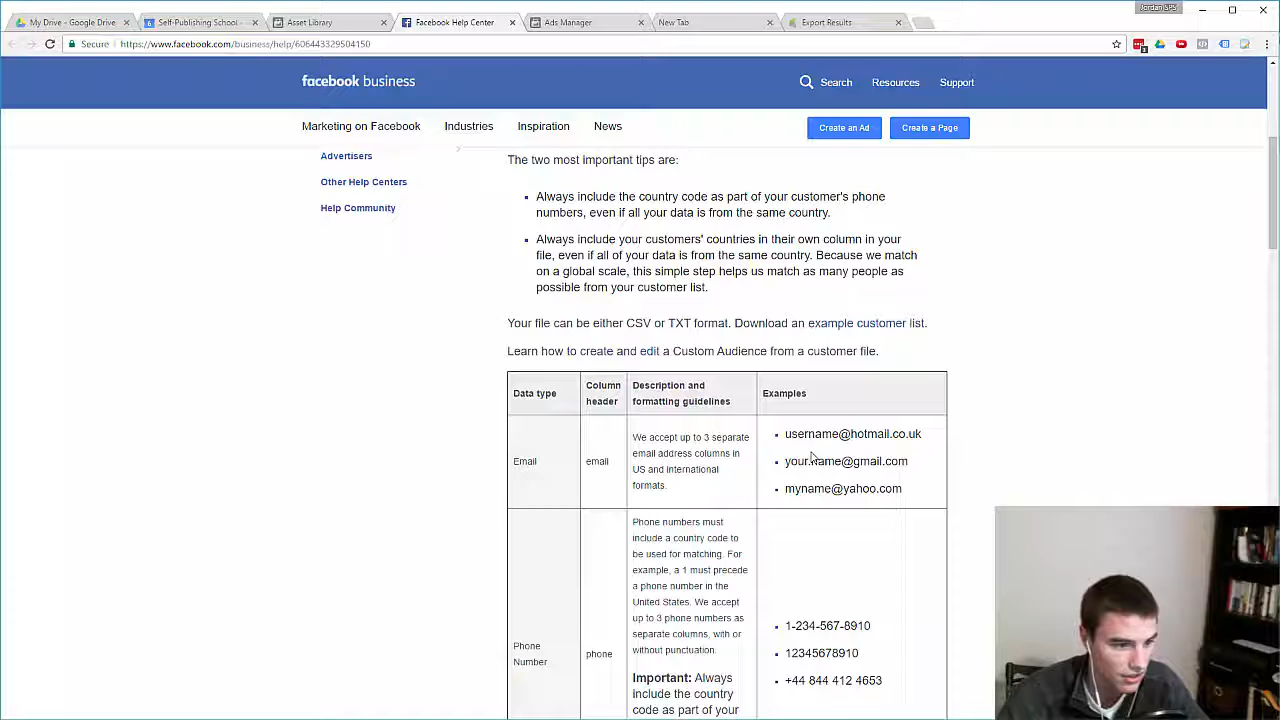 Jordan SPS
My Drive - Google Drive
Self-Publishing School -
Asset Library
Facebook Help Center
Ads Manager
New Tab
Export Results
Secure
https://www.facebook.com/business/help/606443329504150
facebook business
Search
Resources
Support
Marketing on Facebook
Industries
Inspiration
News
Create an Ad
Create a Page
Advertisers
Other Help Centers
Help Community
The two most important tips are:
Always include the country code as part of your customer's phone
numbers, even if all your data is from the same country.
Always include your customers' countries in their own column in your
file, even if all of your data is from the same country. Because we match
on a global scale, this simple step helps us match as many people as
possible from your customer list.
Your file can be either CSV or TXT format. Download an example customer list.
Learn how to create and edit a Custom Audience from a customer file.
Data type
Column
header
Description and
formatting guidelines
Examples
Email
email
We accept up to 3 separate
email address columns in
US and international
formats.
username@hotmail.co.uk
your.name@gmail.com
myname@yahoo.com
Phone
Number
phone
Phone numbers must
include a country code to
be used for matching. For
example, a 1 must precede
a phone number in the
United States. We accept
up to 3 phone numbers as
separate columns, with or
without punctuation.
Important: Always
include the country
code as part of your
1-234-567-8910
12345678910
+44 844 412 4653